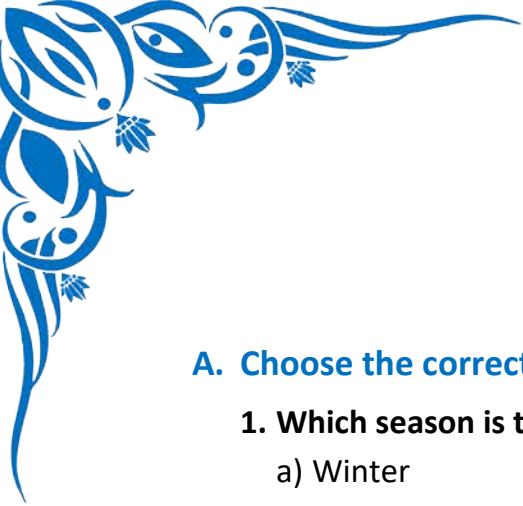 A. Choose the correct
1. Which season is t
a) Winter